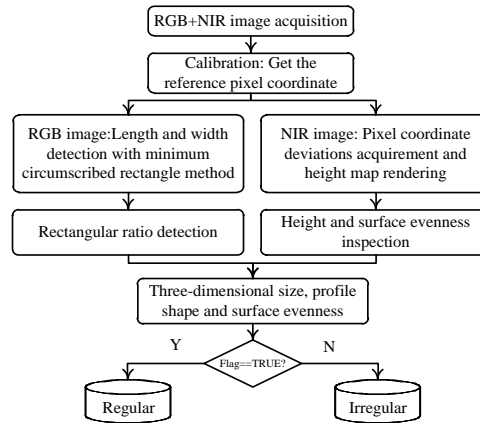 RGB+NIR image acquisition
Calibration: Get the
reference pixel coordinate
RGB image:Length and width
detection with minimum
circumscribed rectangle method
NIR image: Pixel coordinate
deviations acquirement and
height map rendering
Rectangular ratio detection
Height and surface evenness
inspection
Three-dimensional size, profile
shape and surface evenness
Y
N
Flag==TRUE?
Regular
Irregular